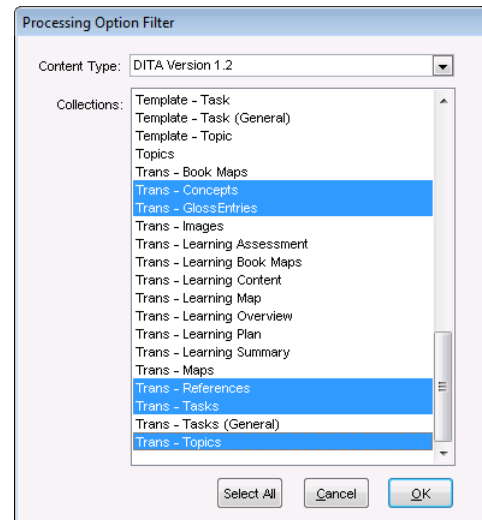 Processing Option Filter
Content Type: DITA Version 1.2
Collections:
Template - Task
Template - Task (General)
Template - Topic
Topics
Trans - Book Maps
Trans - Concepts
Trans - GlossEntries
Trans - Images
Trans - Learning Assessment
Trans - Learning Book Maps
Trans - Learning Content
Trans - Learning Map
Trans - Learning Overview
Trans - Learning Plan
Trans - Learning Summary
Trans - Maps
Trans - References
Trans - Tasks
Trans - Tasks (General)
Trans - Topics
Select All Cancel OK